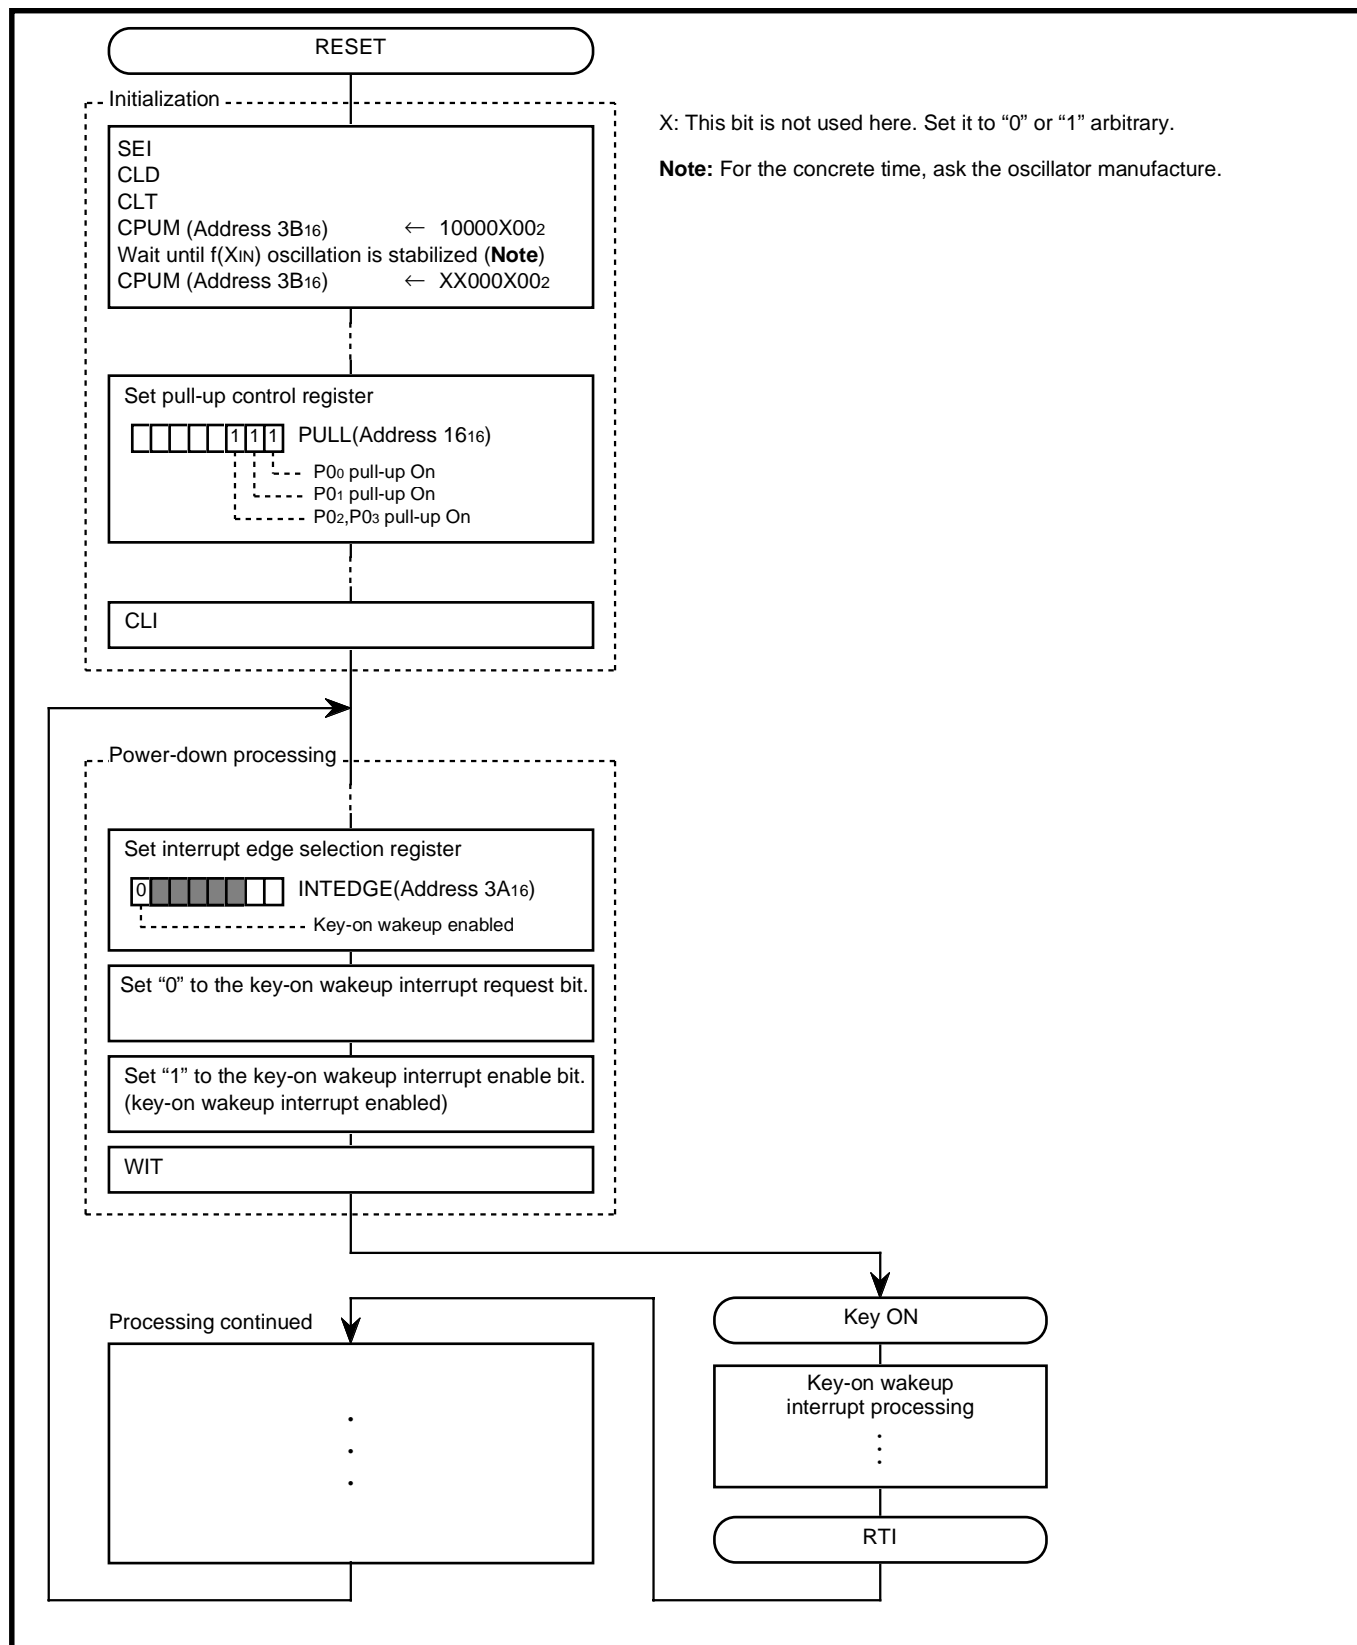 RESET
Initialization
SEI
CLD
CLT
CPUM (Address 3B16) ← 10000X002
Wait until f(XIN) oscillation is stabilized (Note)
CPUM (Address 3B16) ← XX000X002
X: This bit is not used here. Set it to “0” or “1” arbitrary.
Note: For the concrete time, ask the oscillator manufacture.
Set pull-up control register
1 1 1 PULL(Address 1616)
P00 pull-up On
P01 pull-up On
P02,P03 pull-up On
CLI
Power-down processing
Set interrupt edge selection register
0 INTEDGE(Address 3A16)
Key-on wakeup enabled
Set “0” to the key-on wakeup interrupt request bit.
Set “1” to the key-on wakeup interrupt enable bit.
(key-on wakeup interrupt enabled)
WIT
Processing continued
Key ON
Key-on wakeup
interrupt processing
RTI